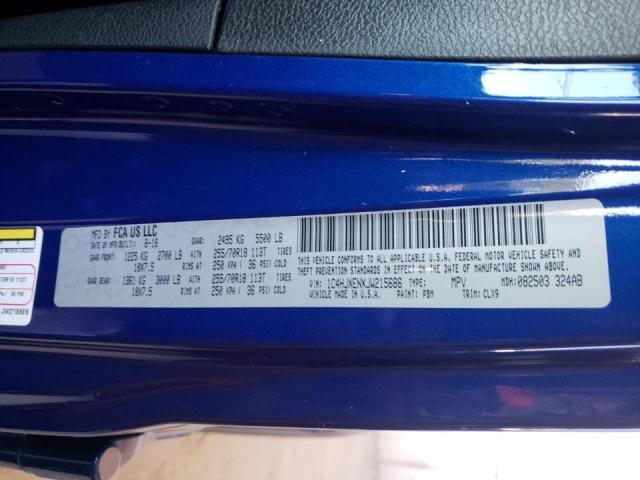 MFD BY FCA US LLC
DATE OF MFR(BUILT): 8-18 GVWR: 2495 KG 5500 LB
GAWR FRONT: 1225 KG 2700 LB WITH 255/70R18 113T TIRES
18X7.5 RIMS AT 250 KPA ( 36 PSI) COLD
GAWR REAR: 1361 KG 3000 LB WITH 255/70R18 113T TIRES
18X7.5 RIMS AT 250 KPA ( 36 PSI) COLD
THIS VEHICLE CONFORMS TO ALL APPLICABLE U.S.A. FEDERAL MOTOR VEHICLE SAFETY
AND THEFT PREVENTION STANDARDS IN EFFECT ON THE DATE OF MANUFACTURE SHOWN ABOVE.
VIN: 1C4HJXENXJW215686 TYPE: MPV MDH: 082503 324AB
VEHICLE MADE IN U.S.A. PAINT: PBM TRIM: CLX9
JW215686